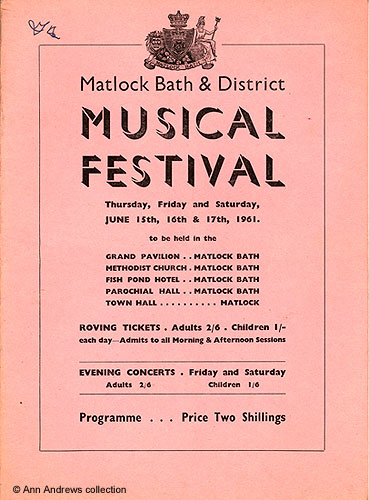 MATLOCK BATH
Matlock Bath & District
MUSICAL
FESTIVAL
Thursday, Friday and Saturday,
JUNE 15th, 16th & 17th, 1961.
to be held in the
GRAND PAVILION . . MATLOCK BATH
METHODIST CHURCH . MATLOCK BATH
FISH POND HOTEL . . MATLOCK BATH
PAROCHIAL HALL . . MATLOCK BATH
TOWN HALL . . . . . . . . . . MATLOCK
ROVING TICKETS . Adults 2/6 . Children 1/-
each day—Admits to all Morning & Afternoon Sessions
EVENING CONCERTS . Friday and Saturday
Adults 2/6 Children 1/6
Programme . . . Price Two Shillings
© Ann Andrews collection